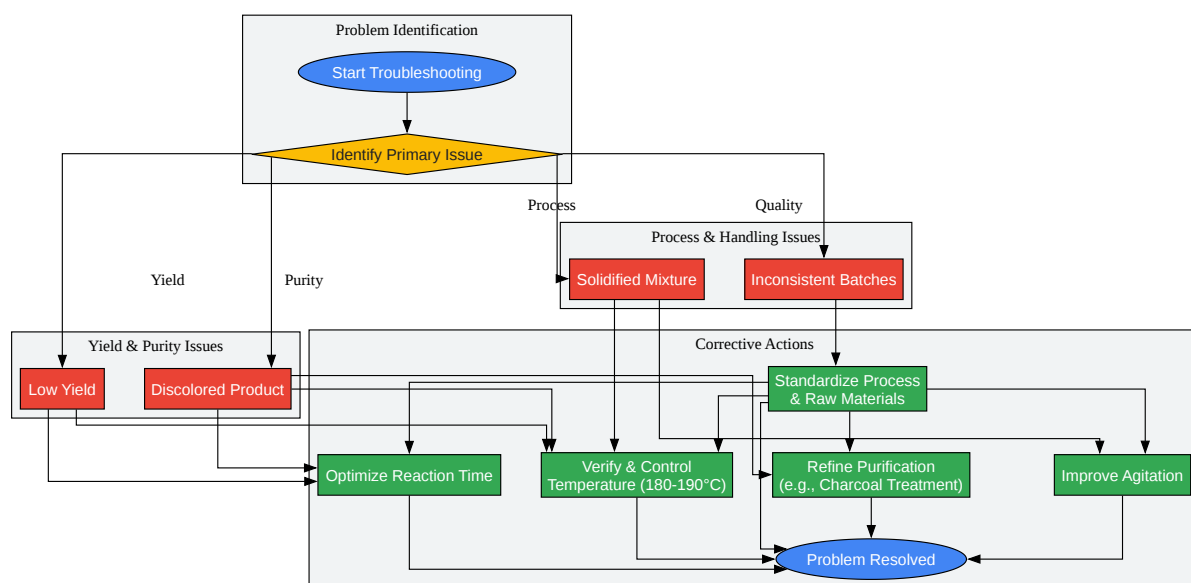 Problem Identification
Start Troubleshooting
Identify Primary Issue
Process
Quality
Process & Handling Issues
Solidified Mixture
Inconsistent Batches
Yield
Purity
Yield & Purity Issues
Low Yield
Discolored Product
Corrective Actions
Standardize Process
& Raw Materials
Optimize Reaction Time
Verify & Control
Temperature (180-190°C)
Refine Purification
(e.g., Charcoal Treatment)
Improve Agitation
Problem Resolved